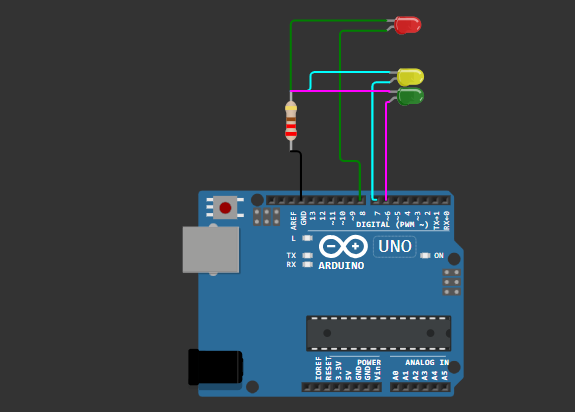 AREF
GND
13
12
~11
~10
~9
8
7
~6
~5
4
~3
2
TX→1
RX←0
DIGITAL (PWM ~)
L
TX
RX
UNO
ON
ARDUINO
IOREF
RESET
3.3V
5V
GND
GND
Vin
POWER
ANALOG IN
A0
A1
A2
A3
A4
A5